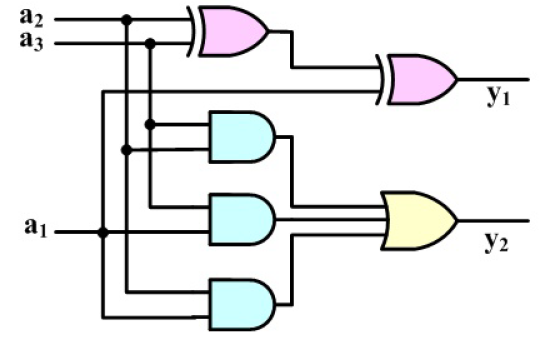 a₂
a₃
y₁
a₁
y₂